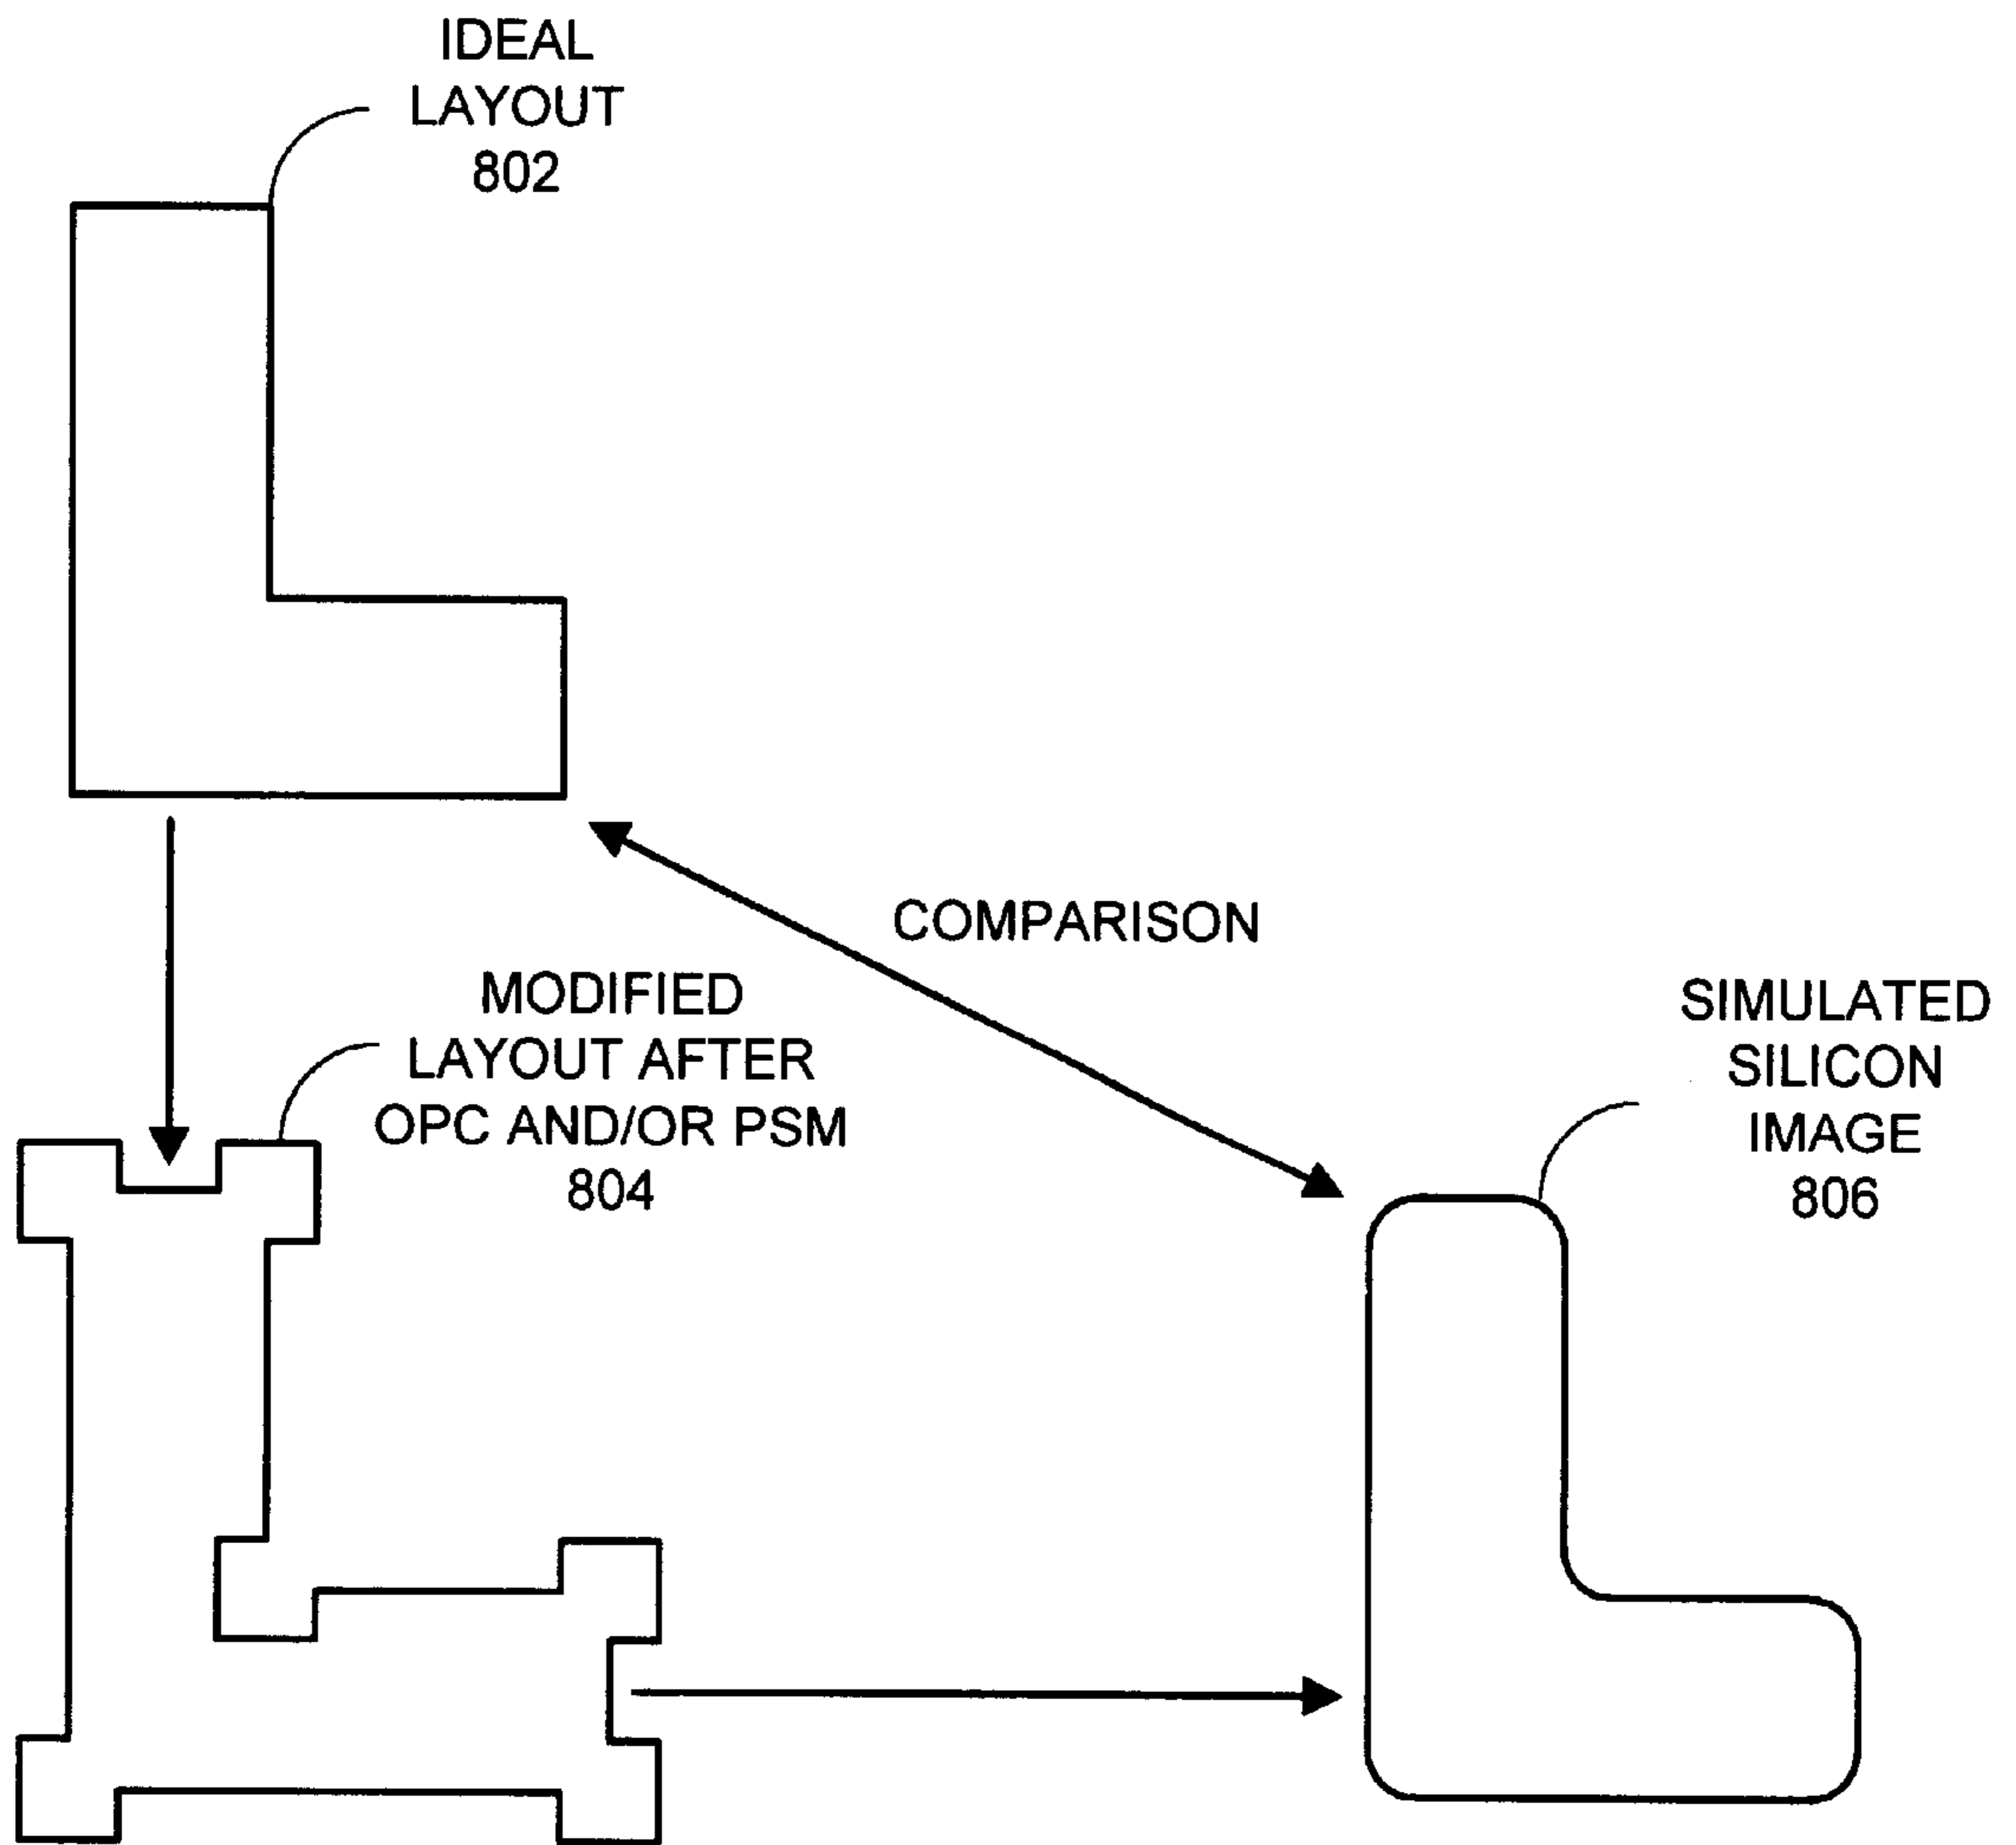 IDEAL
LAYOUT
802
COMPARISON
MODIFIED
LAYOUT AFTER
OPC AND/OR PSM
804
SIMULATED
SILICON
IMAGE
806